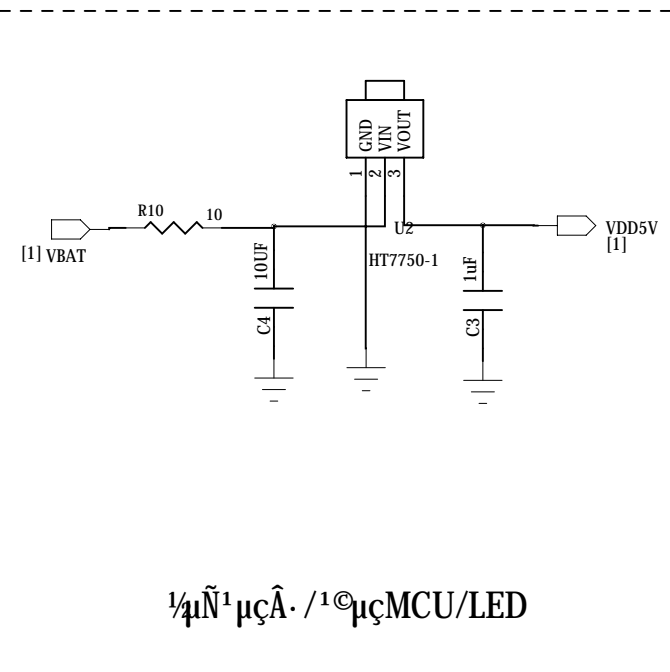 GND
VIN
VOUT
1
2
3
R10
10
U2
VDD5V
[1]
[1] VBAT
10UF
HT7750-1
1uF
C4
C3
½µÑ¹µçÂ·/¹©µçMCU/LED